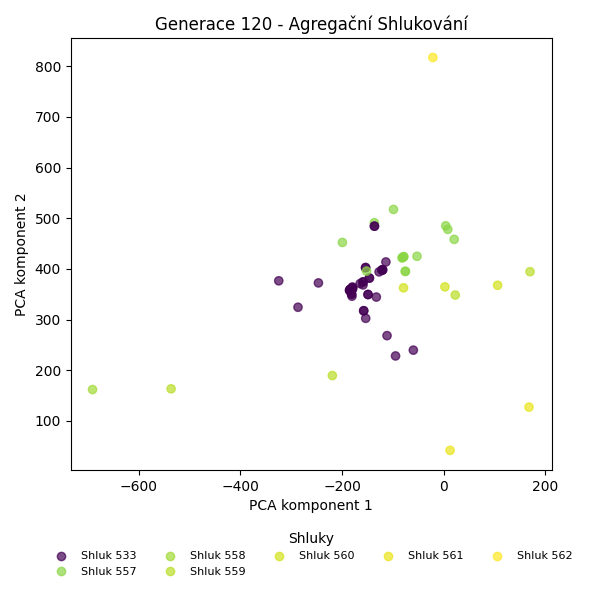 Generace 120 - Agregační Shlukování
PCA komponent 2
800
700
600
500
400
300
200
100
−600 −400 −200 0 200
PCA komponent 1
Shluky
Shluk 533 Shluk 558 Shluk 560 Shluk 561 Shluk 562
Shluk 557 Shluk 559